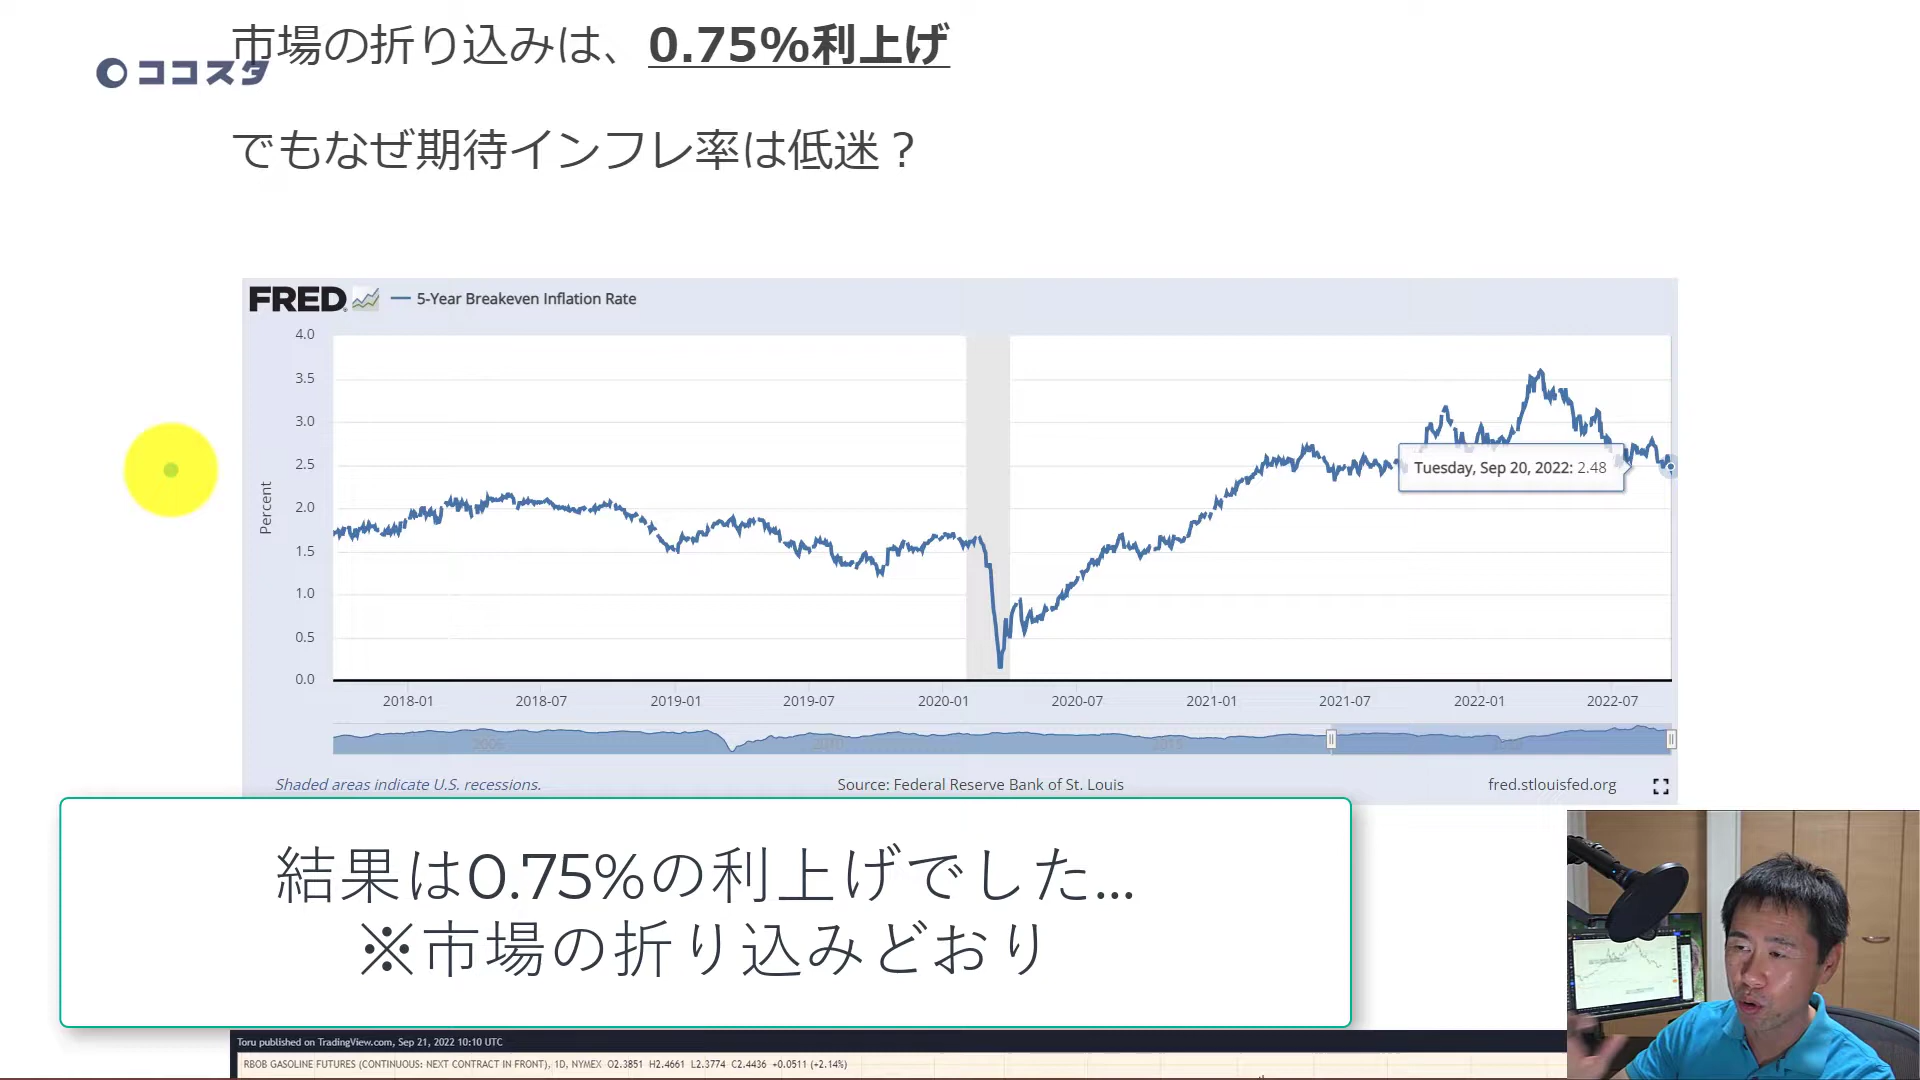 市場の折り込みは、0.75%利上げ
ココスタ
でもなぜ期待インフレ率は低迷？
FRED
5-Year Breakeven Inflation Rate
4.0
3.5
3.0
2.5
2.0
1.5
1.0
0.5
0.0
Percent
Tuesday, Sep 20, 2022: 2.48
2018-01 2018-07 2019-01 2019-07 2020-01 2020-07 2021-01 2021-07 2022-01 2022-07
2005 2010 2015 2020
Shaded areas indicate U.S. recessions. Source: Federal Reserve Bank of St. Louis fred.stlouisfed.org
結果は0.75%の利上げでした...
※市場の折り込みどおり
Toru published on TradingView.com, Sep 21, 2022 10:10 UTC
RBOB GASOLINE FUTURES (CONTINUOUS: NEXT CONTRACT IN FRONT), 1D, NYMEX O2.3851 H2.4661 L2.3774 C2.4436 +0.0511 (+2.14%)